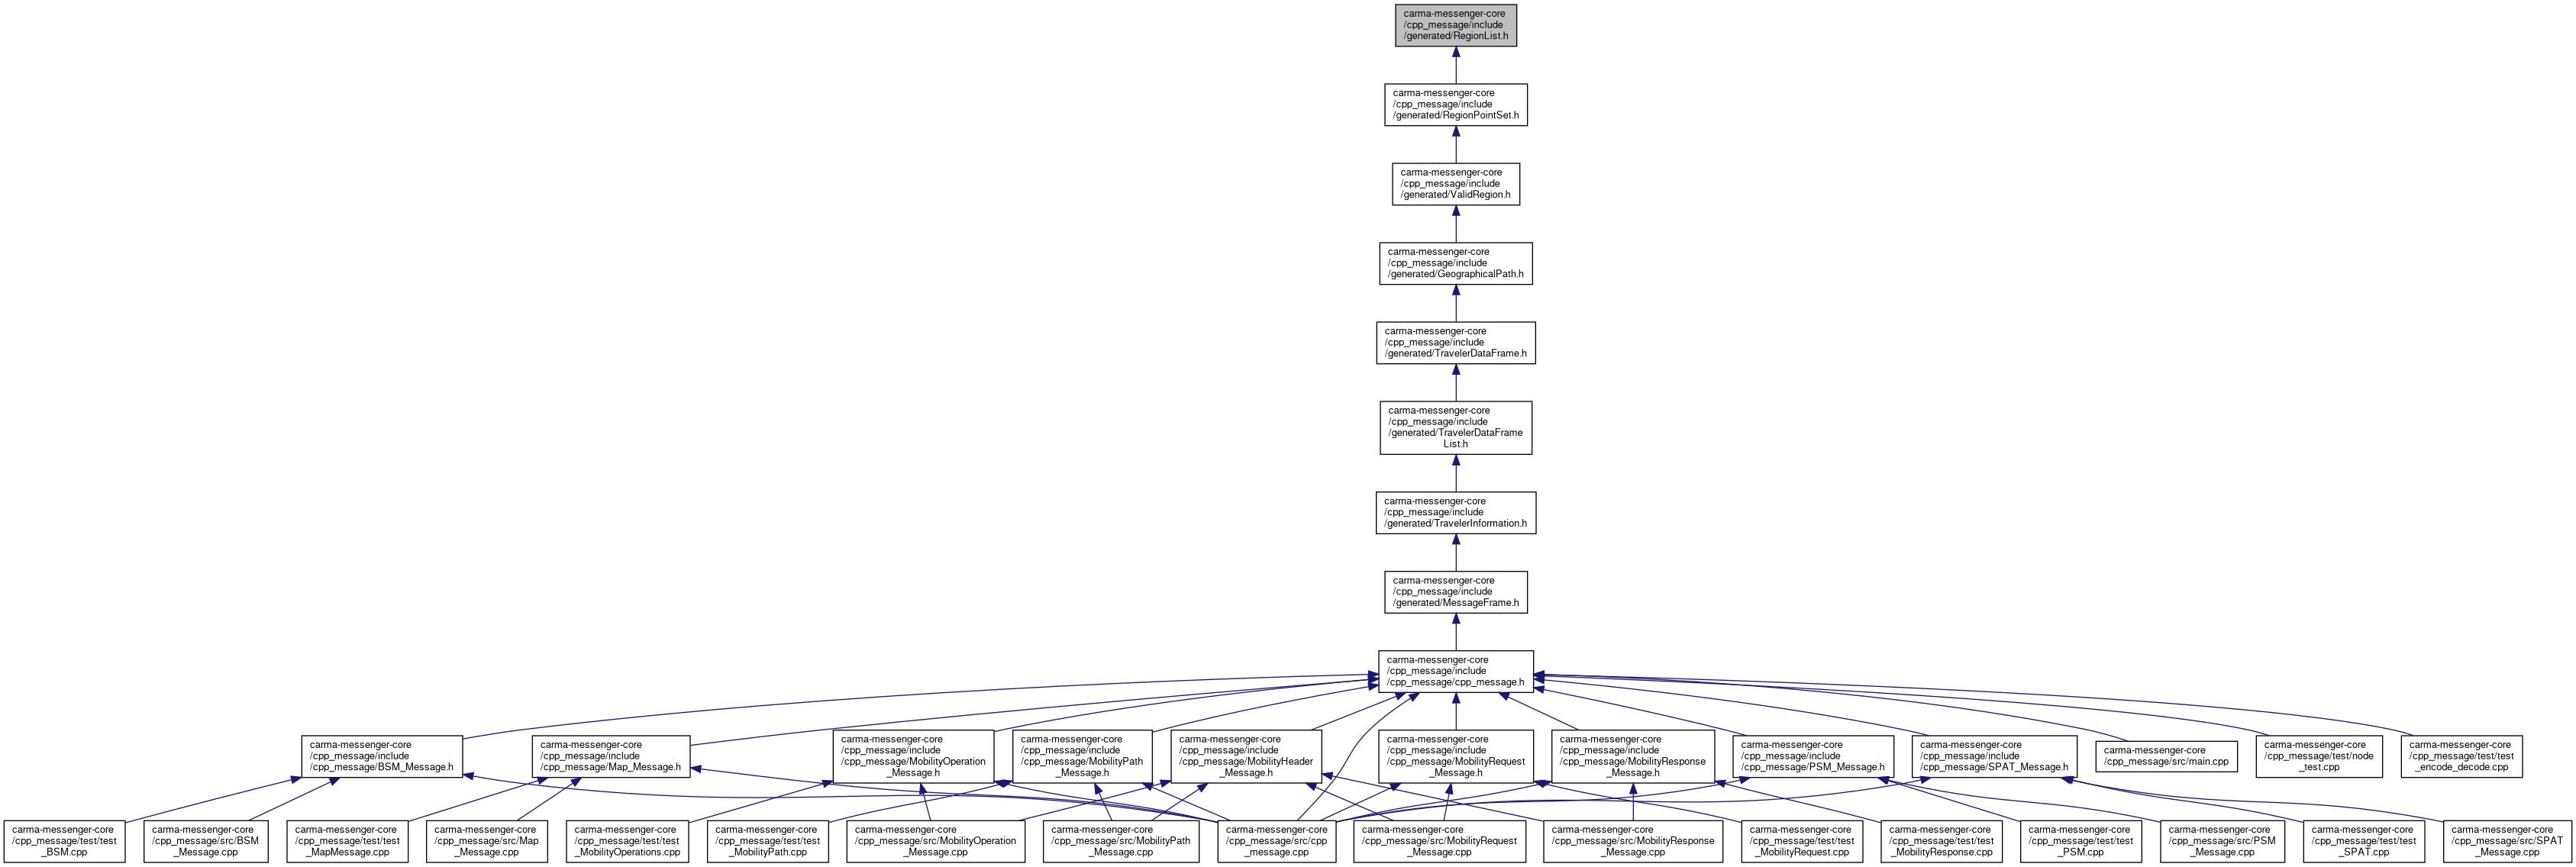 carma-messenger-core
/cpp_message/include
/generated/RegionList.h
carma-messenger-core
/cpp_message/include
/generated/RegionPointSet.h
carma-messenger-core
/cpp_message/include
/generated/ValidRegion.h
carma-messenger-core
/cpp_message/include
/generated/GeographicalPath.h
carma-messenger-core
/cpp_message/include
/generated/TravelerDataFrame.h
carma-messenger-core
/cpp_message/include
/generated/TravelerDataFrame
List.h
carma-messenger-core
/cpp_message/include
/generated/TravelerInformation.h
carma-messenger-core
/cpp_message/include
/generated/MessageFrame.h
carma-messenger-core
/cpp_message/include
/cpp_message/cpp_message.h
carma-messenger-core
/cpp_message/include
/cpp_message/BSM_Message.h
carma-messenger-core
/cpp_message/include
/cpp_message/Map_Message.h
carma-messenger-core
/cpp_message/include
/cpp_message/MobilityOperation
_Message.h
carma-messenger-core
/cpp_message/include
/cpp_message/MobilityPath
_Message.h
carma-messenger-core
/cpp_message/include
/cpp_message/MobilityHeader
_Message.h
carma-messenger-core
/cpp_message/include
/cpp_message/MobilityRequest
_Message.h
carma-messenger-core
/cpp_message/include
/cpp_message/MobilityResponse
_Message.h
carma-messenger-core
/cpp_message/include
/cpp_message/PSM_Message.h
carma-messenger-core
/cpp_message/include
/cpp_message/SPAT_Message.h
carma-messenger-core
/cpp_message/src/main.cpp
carma-messenger-core
/cpp_message/test/node
_test.cpp
carma-messenger-core
/cpp_message/test/test
_encode_decode.cpp
carma-messenger-core
/cpp_message/test/test
_BSM.cpp
carma-messenger-core
/cpp_message/src/BSM
_Message.cpp
carma-messenger-core
/cpp_message/test/test
_MapMessage.cpp
carma-messenger-core
/cpp_message/src/Map
_Message.cpp
carma-messenger-core
/cpp_message/test/test
_MobilityOperations.cpp
carma-messenger-core
/cpp_message/test/test
_MobilityPath.cpp
carma-messenger-core
/cpp_message/src/MobilityOperation
_Message.cpp
carma-messenger-core
/cpp_message/src/MobilityPath
_Message.cpp
carma-messenger-core
/cpp_message/src/cpp
_message.cpp
carma-messenger-core
/cpp_message/src/MobilityRequest
_Message.cpp
carma-messenger-core
/cpp_message/src/MobilityResponse
_Message.cpp
carma-messenger-core
/cpp_message/test/test
_MobilityRequest.cpp
carma-messenger-core
/cpp_message/test/test
_MobilityResponse.cpp
carma-messenger-core
/cpp_message/test/test
_PSM.cpp
carma-messenger-core
/cpp_message/src/PSM
_Message.cpp
carma-messenger-core
/cpp_message/test/test
_SPAT.cpp
carma-messenger-core
/cpp_message/src/SPAT
_Message.cpp